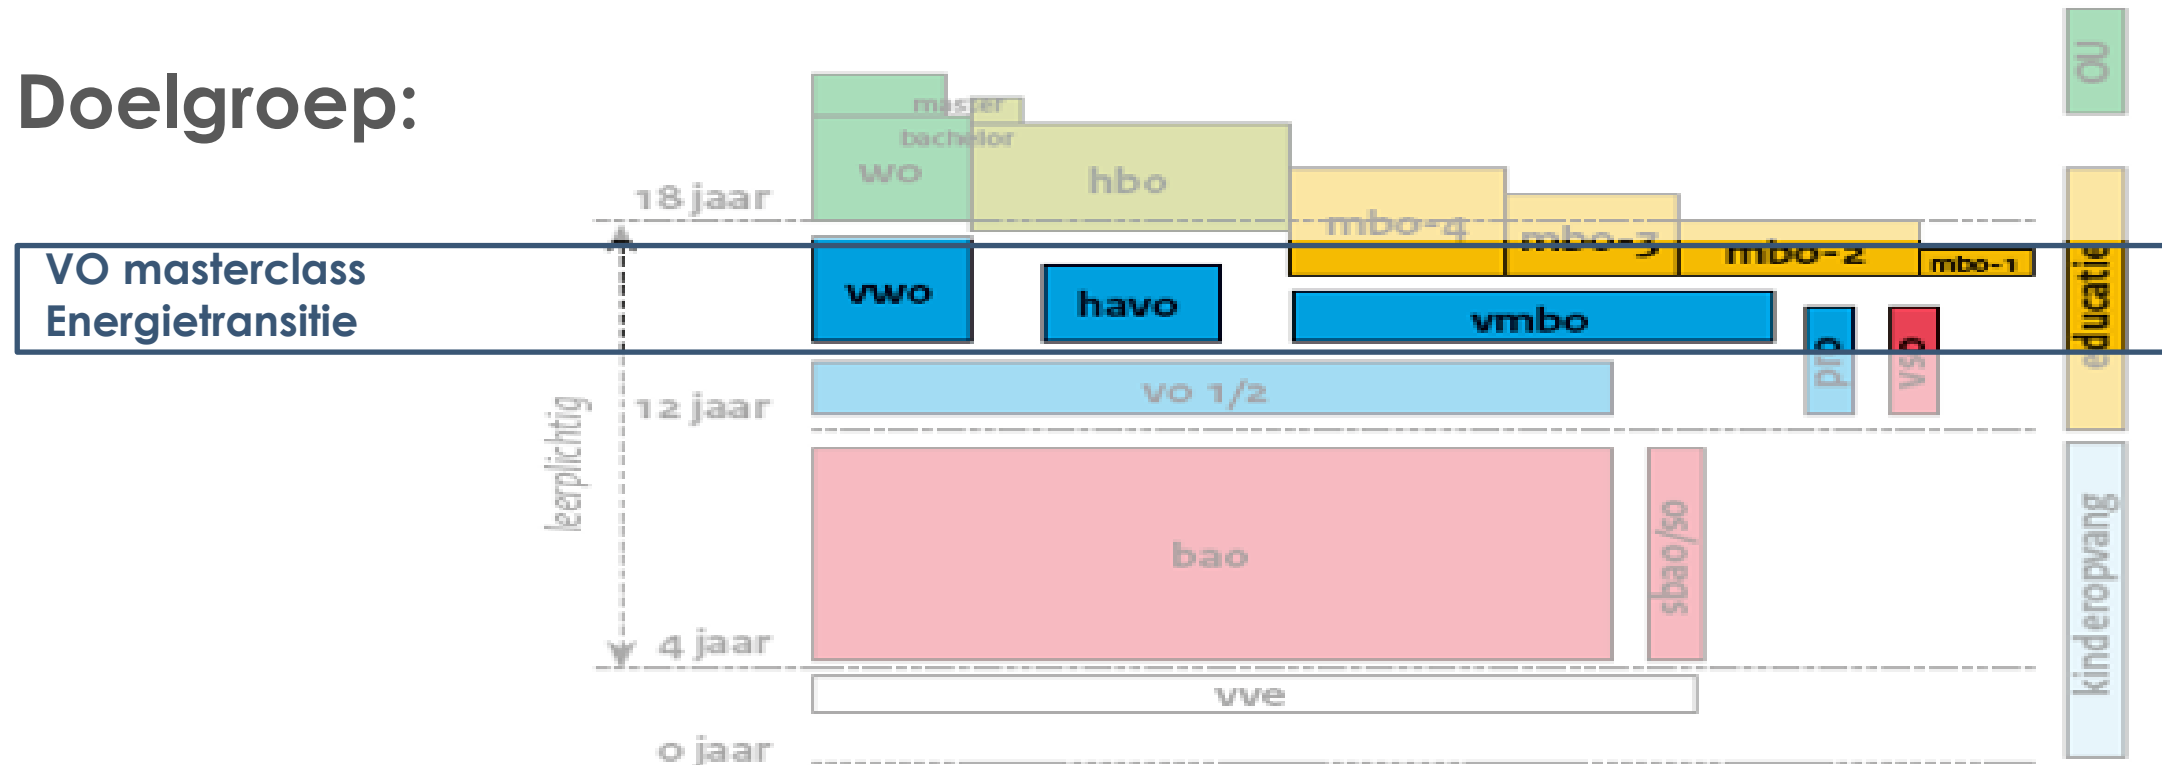 Doelgroep:
OU
master
bachelor
wo
hbo
18 jaar
mbo-4
mbo-3
mbo-2
mbo-1
VO masterclass
Energietransitie
vwo
havo
vmbo
pro
vso
educatie
vo 1/2
12 jaar
leerplichtig
bao
sbao/so
kinderopvang
4 jaar
vve
0 jaar